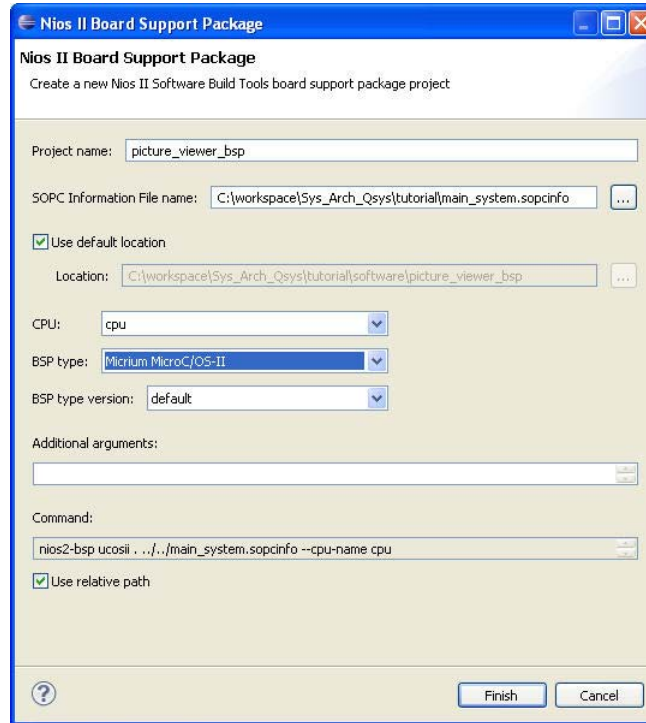 Nios II Board Support Package
Nios II Board Support Package
Create a new Nios II Software Build Tools board support package project
Project name: picture_viewer_bsp
SOPC Information File name: C:\workspace\Sys_Arch_Qsys\tutorial\main_system.sopcinfo ...
Use default location
Location: C:\workspace\Sys_Arch_Qsys\tutorial\software\picture_viewer_bsp ...
CPU: cpu
BSP type: Micrium MicroC/OS-II
BSP type version: default
Additional arguments:
Command:
nios2-bsp ucosii . ../../main_system.sopcinfo --cpu-name cpu
Use relative path
? Finish Cancel